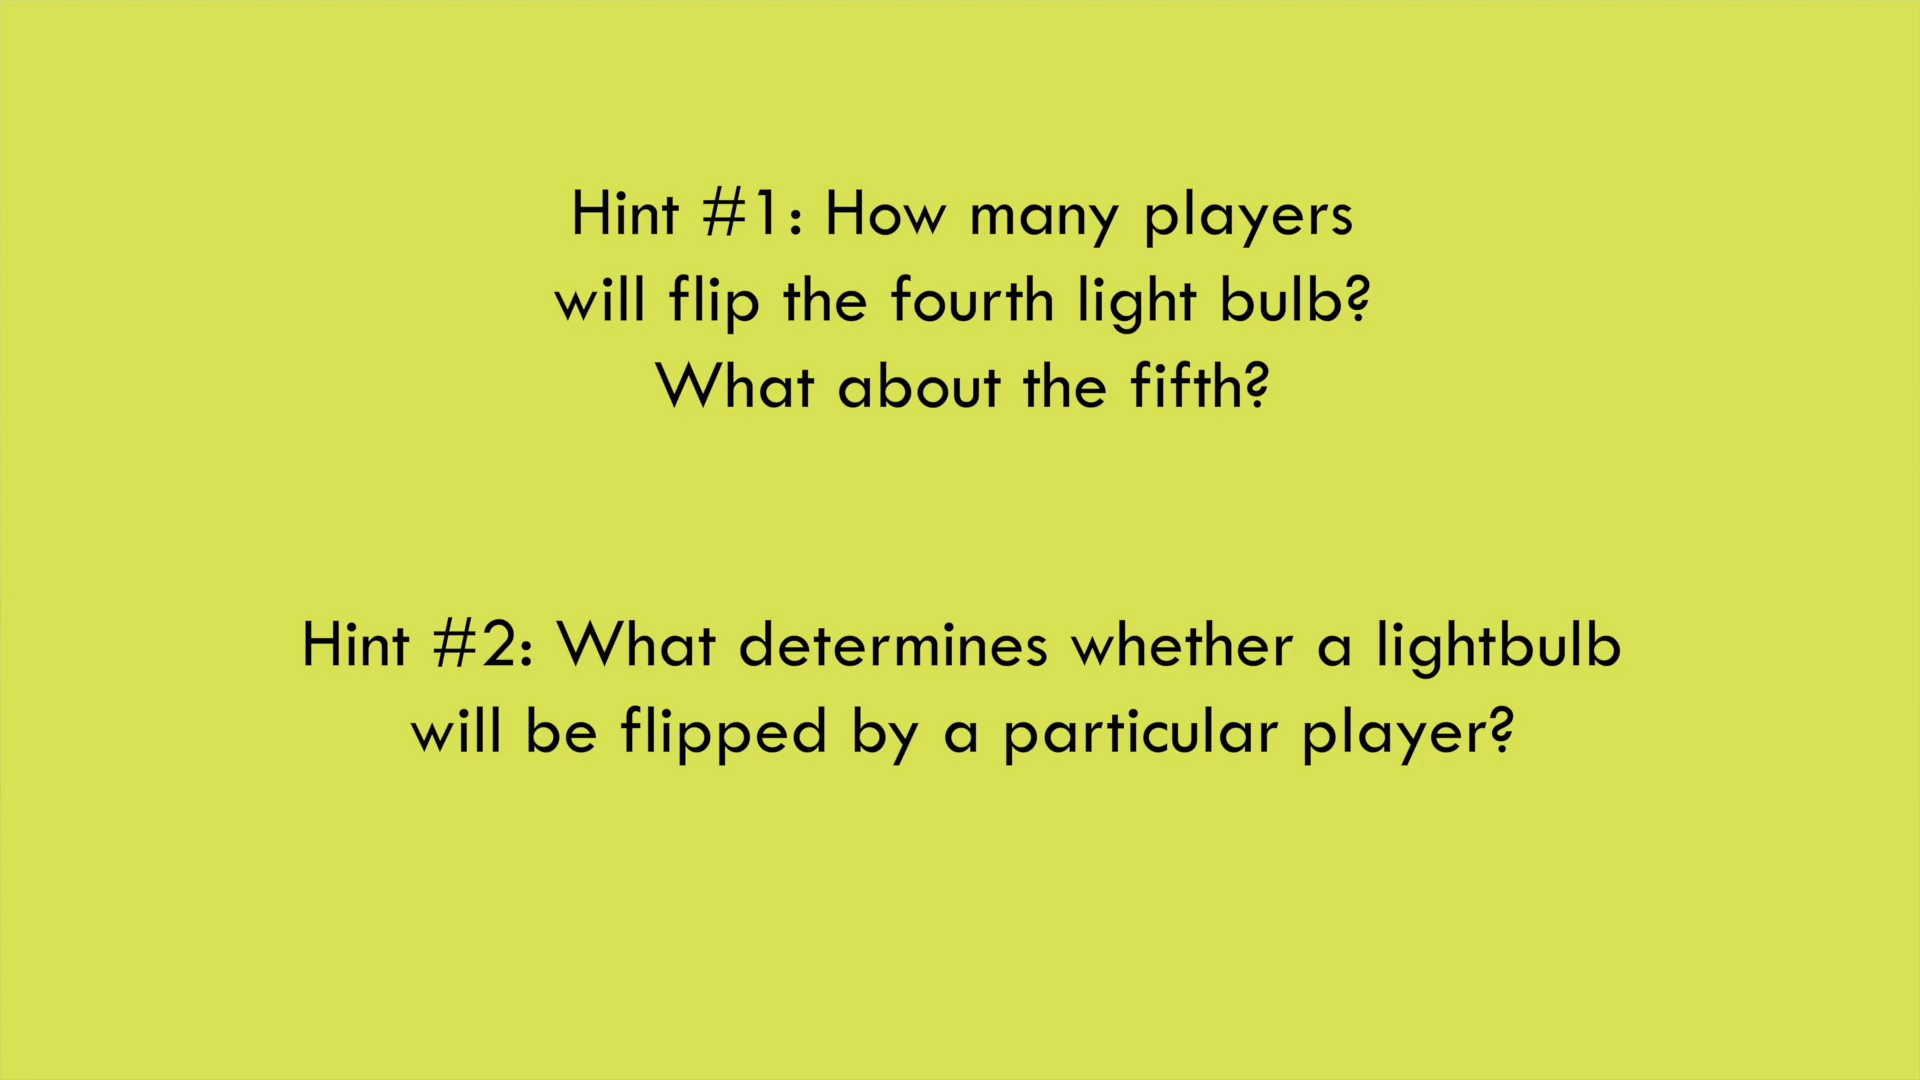 Hint #1: How many players
will flip the fourth light bulb?
What about the fifth?
Hint #2: What determines whether a lightbulb
will be flipped by a particular player?